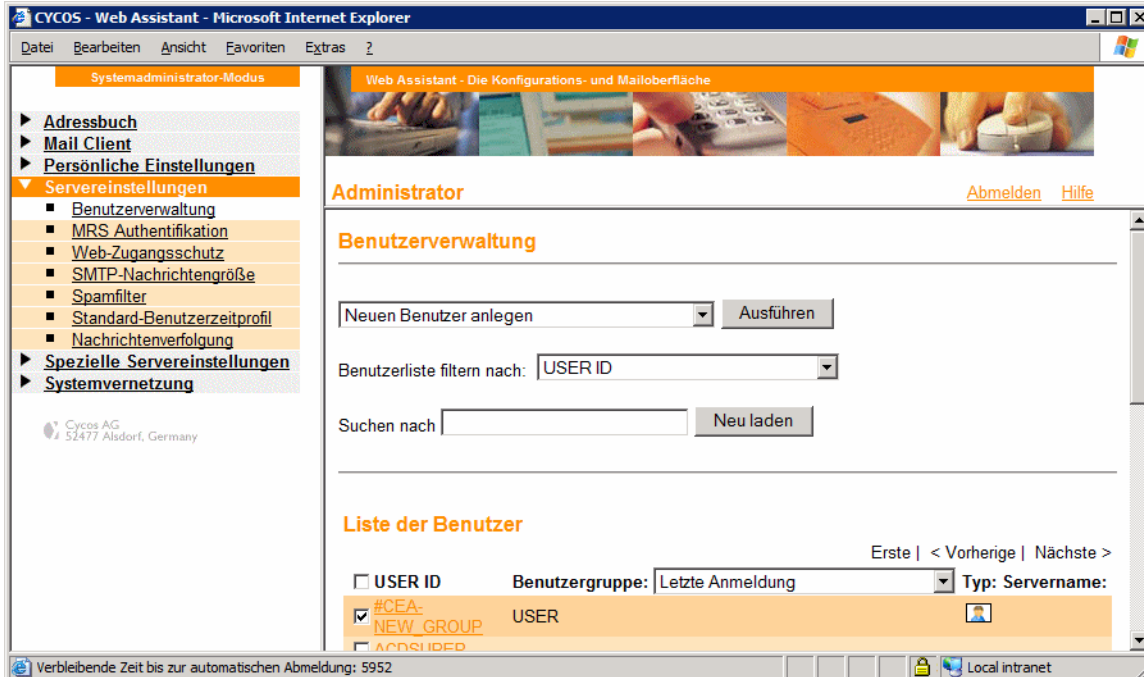 CYCOS - Web Assistant - Microsoft Internet Explorer
Datei Bearbeiten Ansicht Favoriten Extras ?
Systemadministrator-Modus
Adressbuch
Mail Client
Persönliche Einstellungen
Servereinstellungen
Benutzerverwaltung
MRS Authentifikation
Web-Zugangsschutz
SMTP-Nachrichtengröße
Spamfilter
Standard-Benutzerzeitprofil
Nachrichtenverfolgung
Spezielle Servereinstellungen
Systemvernetzung
Cycos AG
52477 Alsdorf, Germany
Web Assistant - Die Konfigurations- und Mailoberfläche
Administrator Abmelden Hilfe
Benutzerverwaltung
Neuen Benutzer anlegen Ausführen
Benutzerliste filtern nach: USER ID
Suchen nach Neu laden
Liste der Benutzer
Erste | < Vorherige | Nächste >
USER ID Benutzergruppe: Letzte Anmeldung Typ: Servername:
#CEA-
NEW_GROUP USER
ACDSUPER
Verbleibende Zeit bis zur automatischen Abmeldung: 5952 Local intranet